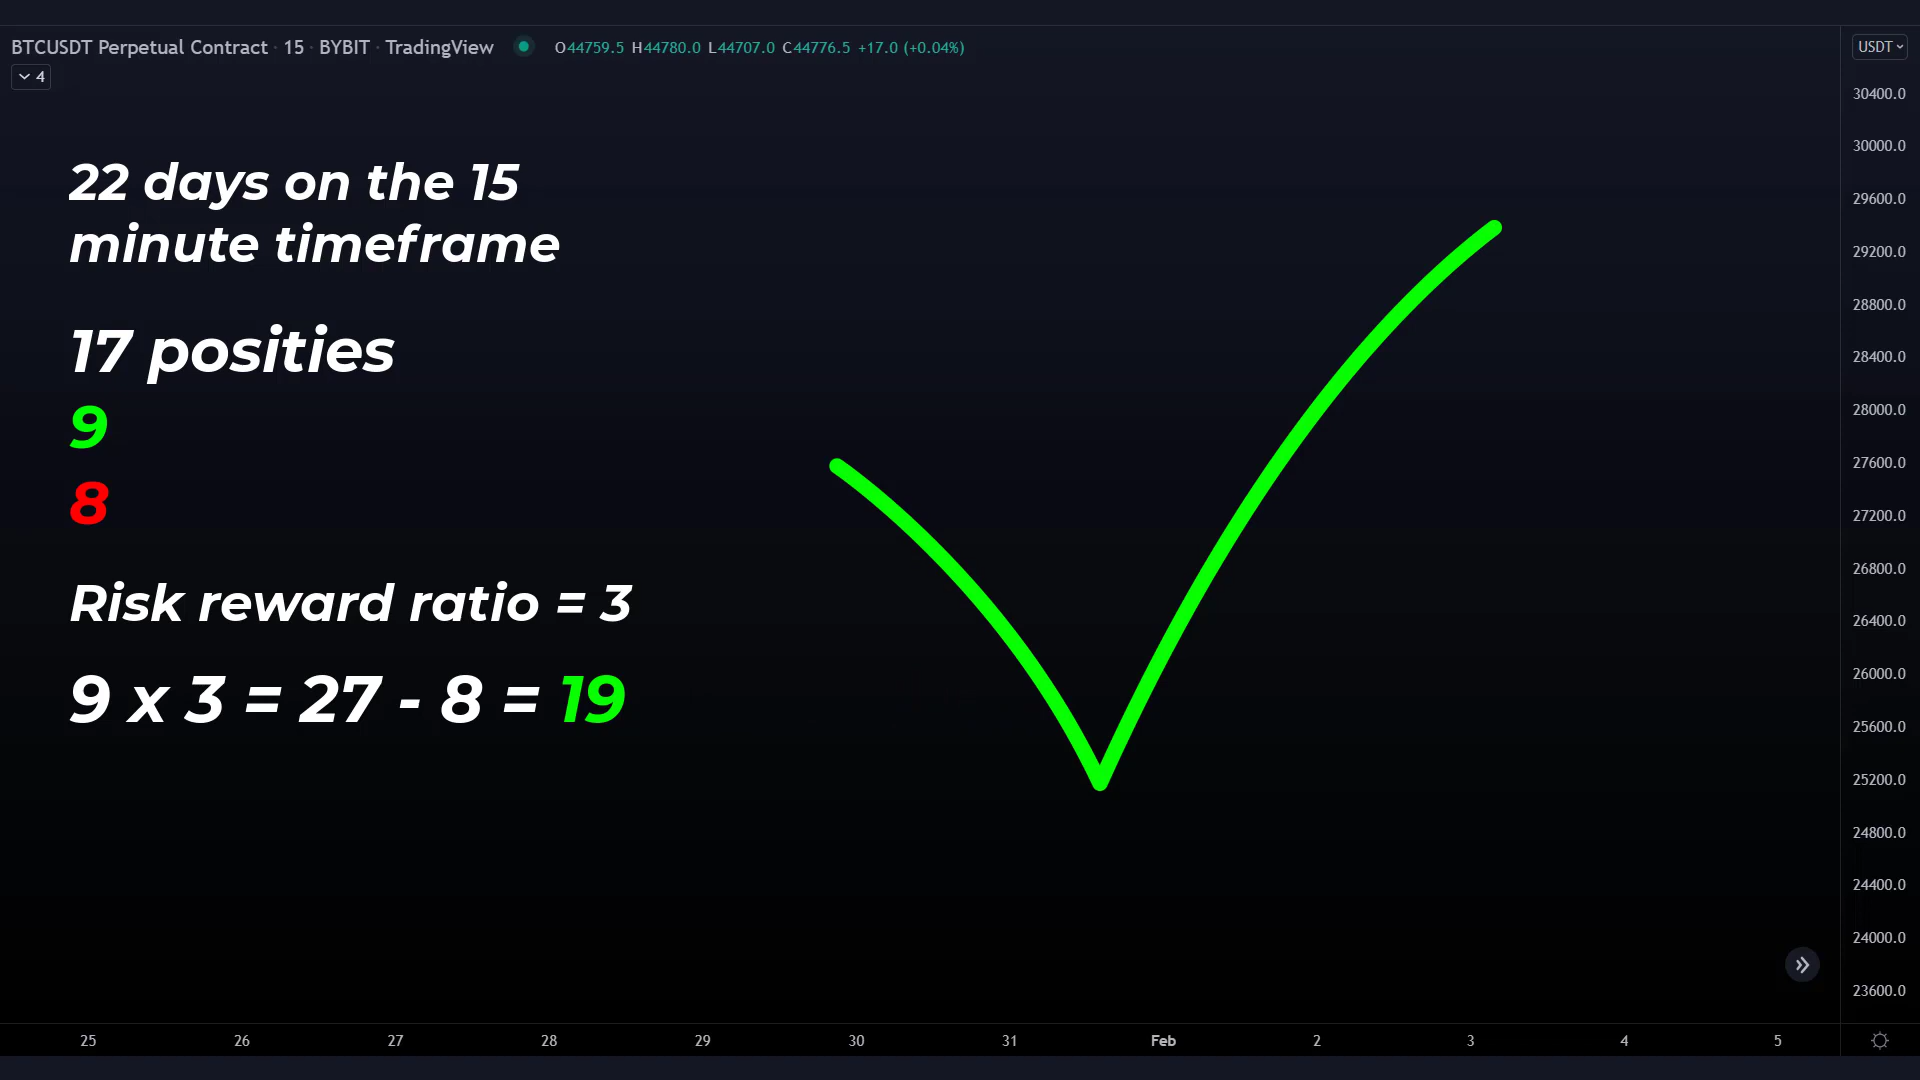 BTCUSDT Perpetual Contract · 15 · BYBIT · TradingView O44759.5 H44780.0 L44707.0 C44776.5 +17.0 (+0.04%)
USDT
4
22 days on the 15
minute timeframe
17 posities
9
8
Risk reward ratio = 3
9 x 3 = 27 - 8 = 19
30400.0
30000.0
29600.0
29200.0
28800.0
28400.0
28000.0
27600.0
27200.0
26800.0
26400.0
26000.0
25600.0
25200.0
24800.0
24400.0
24000.0
23600.0
25 26 27 28 29 30 31 Feb 2 3 4 5